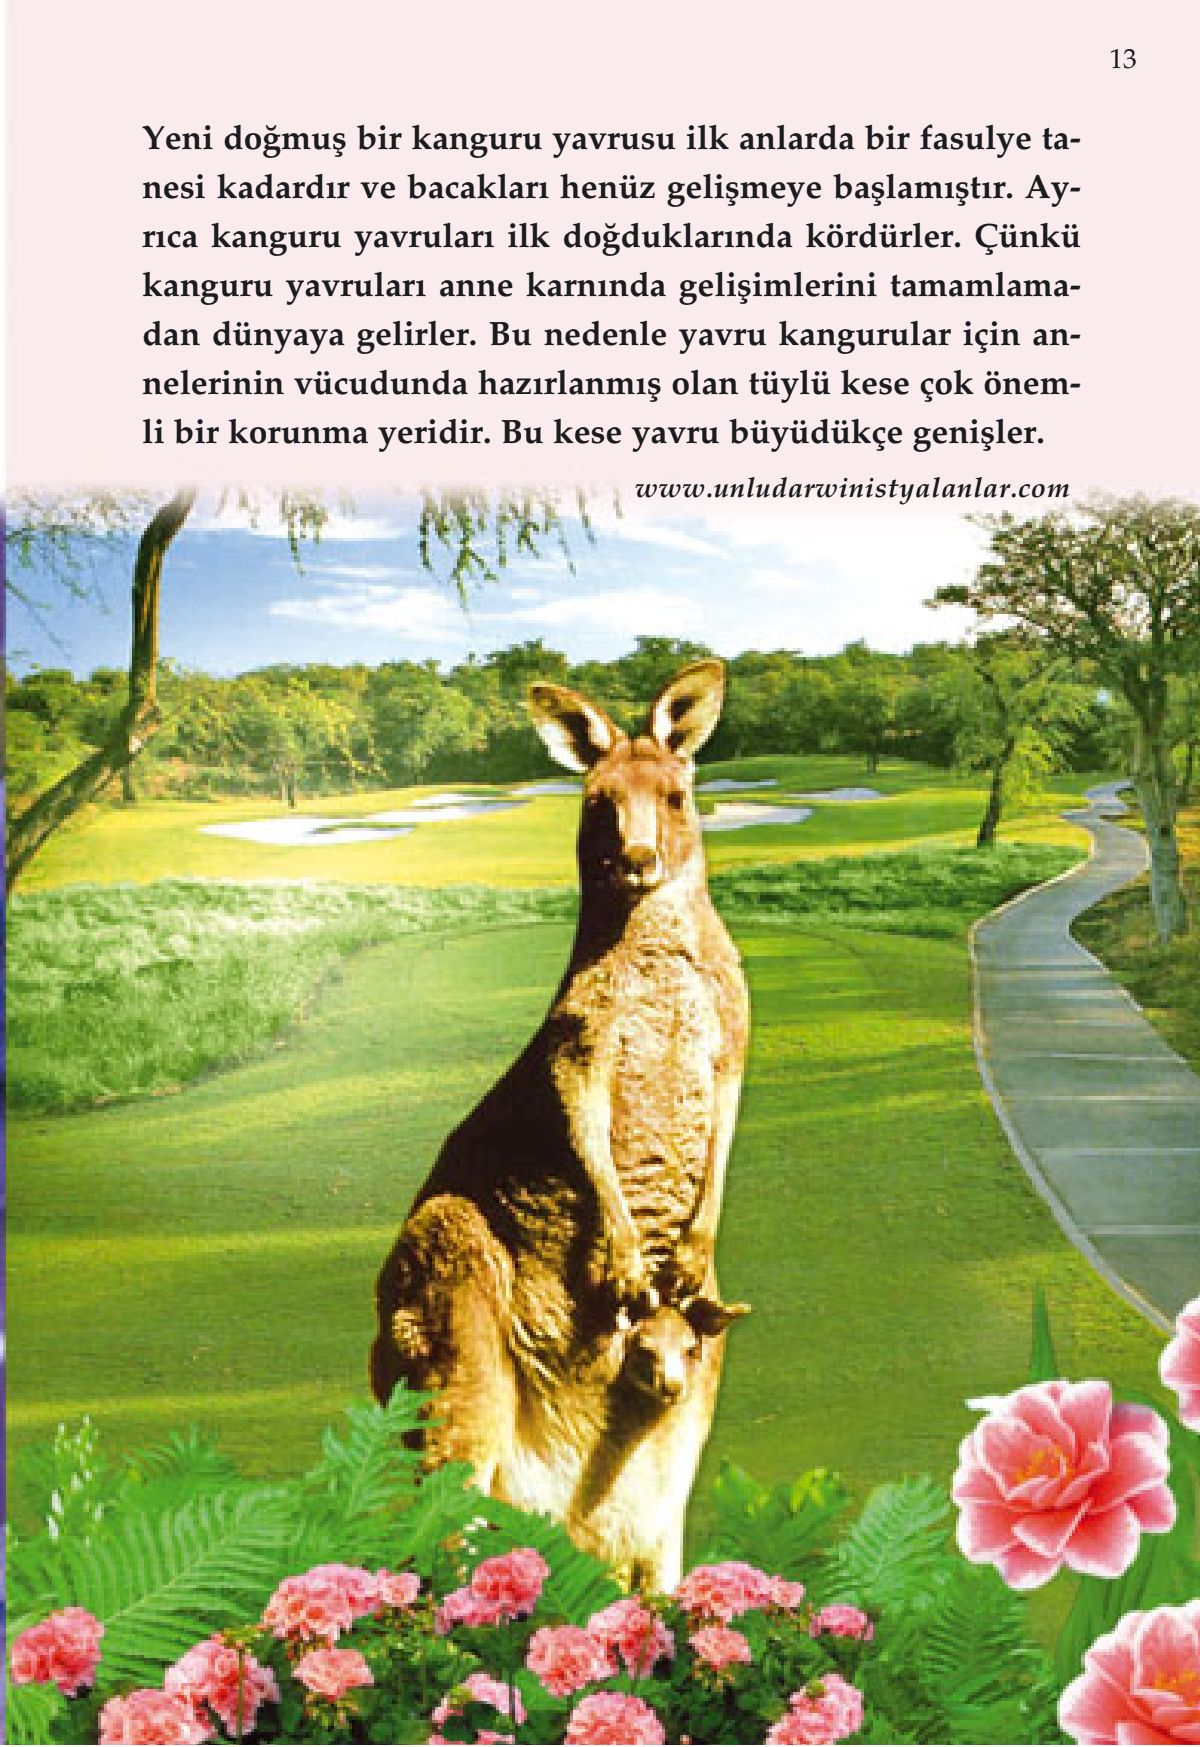 13
Yeni doğmuş bir kanguru yavrusu ilk anlarda bir fasulye ta-
nesi kadardır ve bacakları henüz gelişmeye başlamıştır. Ay-
rıca kanguru yavruları ilk doğduklarında kördürler. Çünkü
kanguru yavruları anne karnında gelişimlerini tamamlama-
dan dünyaya gelirler. Bu nedenle yavru kangurular için an-
nelerinin vücudunda hazırlanmış olan tüylü kese çok önem-
li bir korunma yeridir. Bu kese yavru büyüdükçe genişler.
www.unludarwinistyalanlar.com